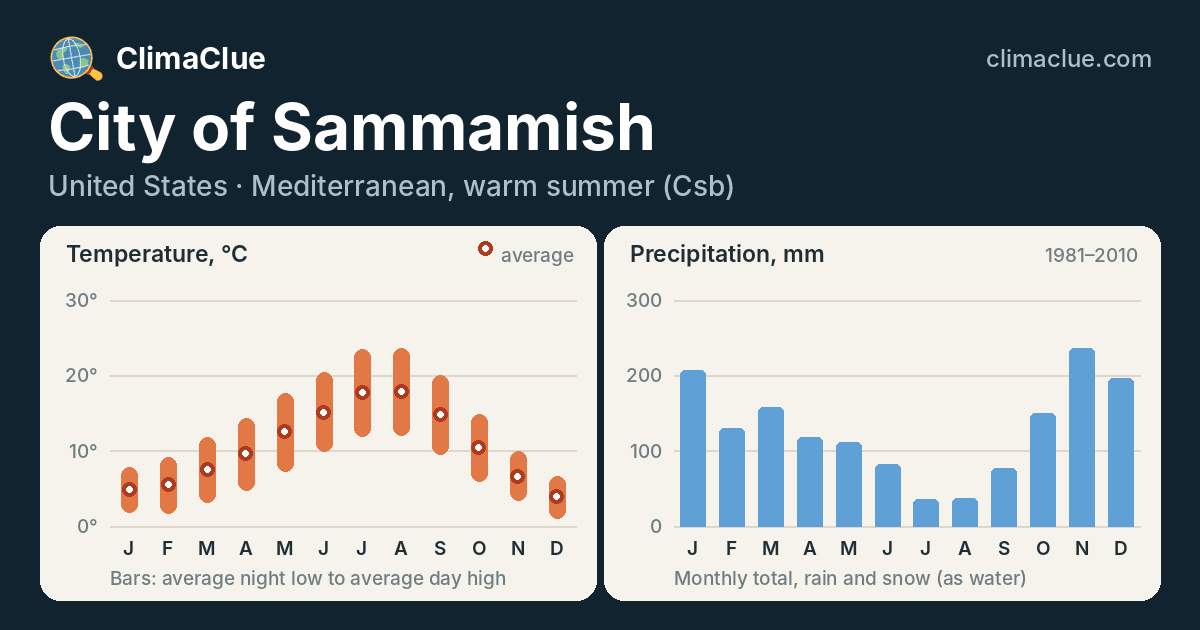 ClimaClue
climaclue.com
City of Sammamish
United States · Mediterranean, warm summer (Csb)
Temperature, °C
average
30°
20°
10°
0°
J F M A M J J A S O N D
Bars: average night low to average day high
Precipitation, mm
1981–2010
300
200
100
0
J F M A M J J A S O N D
Monthly total, rain and snow (as water)